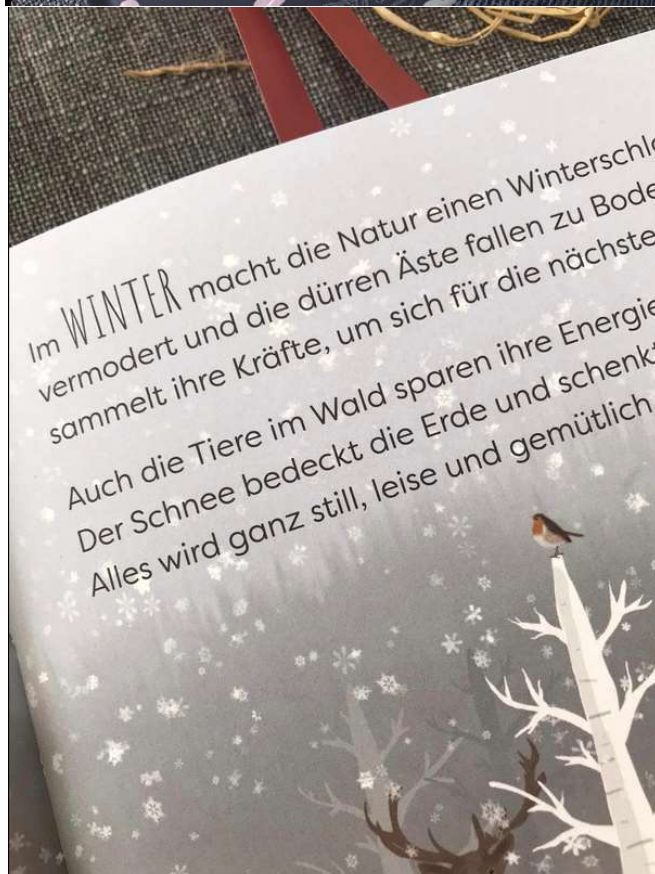 Im WINTER macht die Natur einen Winterschla
vermodert und die dürren Äste fallen zu Bode
sammelt ihre Kräfte, um sich für die nächste
Auch die Tiere im Wald sparen ihre Energie
Der Schnee bedeckt die Erde und schenkt
Alles wird ganz still, leise und gemütlich